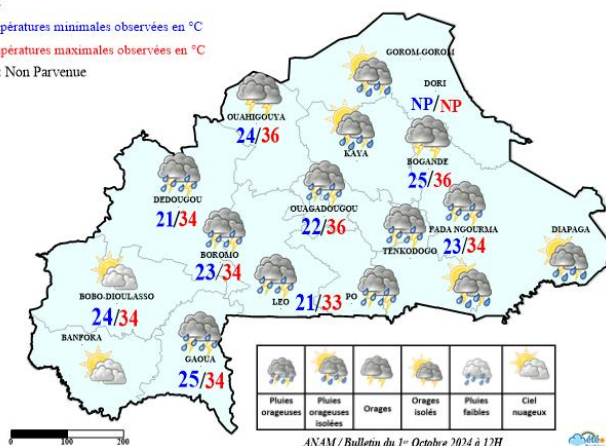 pératures minimales observées en °C
pératures maximales observées en °C
: Non Parvenue
GOROM-GOROM
DORI
NP/NP
OUAHIGOUYA
24/36
KAYA
BOGANDE
25/36
DEDOUGOU
21/34
OUAGADOUGOU
22/36
FADA NGOURMA
23/34
DIAPAGA
BOROMO
23/34
TENKODOGO
BOBO-DIOULASSO
24/34
LEO
21/33
PO
BANFORA
GAOUA
25/34
Pluies orageuses
Pluies orageuses isolées
Orages
Orages isolés
Pluies faibles
Ciel nuageux
0 100 200
ANAM / Bulletin du 1er Octobre 2024 à 12H